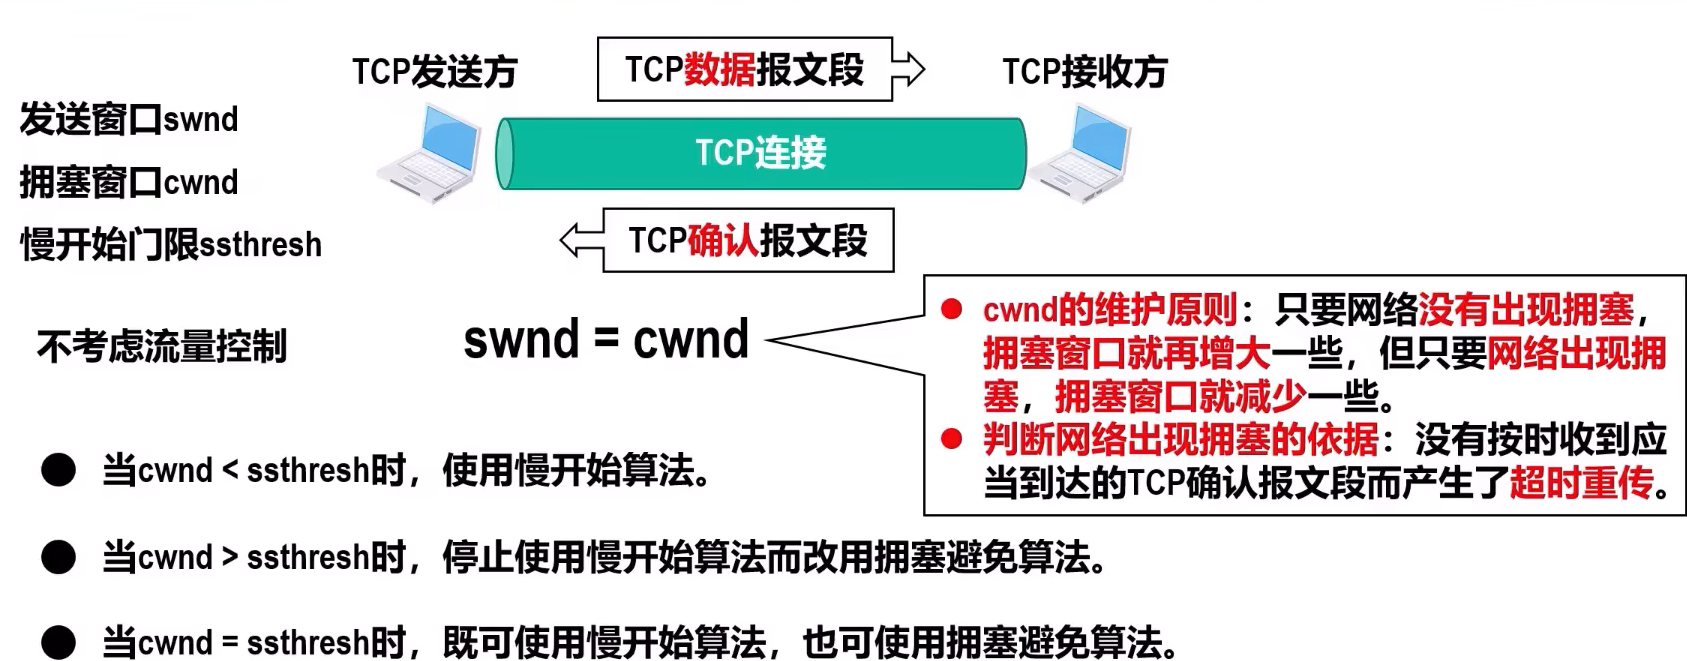 TCP发送方
TCP数据报文段
TCP接收方
发送窗口swnd
TCP连接
拥塞窗口cwnd
慢开始门限ssthresh
TCP确认报文段
不考虑流量控制
swnd = cwnd
cwnd的维护原则：只要网络没有出现拥塞，
拥塞窗口就再增大一些，但只要网络出现拥
塞，拥塞窗口就减少一些。
判断网络出现拥塞的依据：没有按时收到应
当到达的TCP确认报文段而产生了超时重传。
当cwnd < ssthresh时，使用慢开始算法。
当cwnd > ssthresh时，停止使用慢开始算法而改用拥塞避免算法。
当cwnd = ssthresh时，既可使用慢开始算法，也可使用拥塞避免算法。